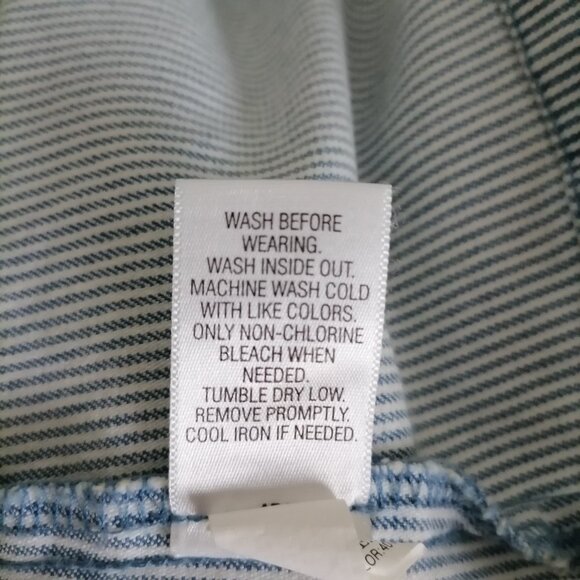 WASH BEFORE
WEARING.
WASH INSIDE OUT.
MACHINE WASH COLD
WITH LIKE COLORS.
ONLY NON-CHLORINE
BLEACH WHEN
NEEDED.
TUMBLE DRY LOW.
REMOVE PROMPTLY.
COOL IRON IF NEEDED.